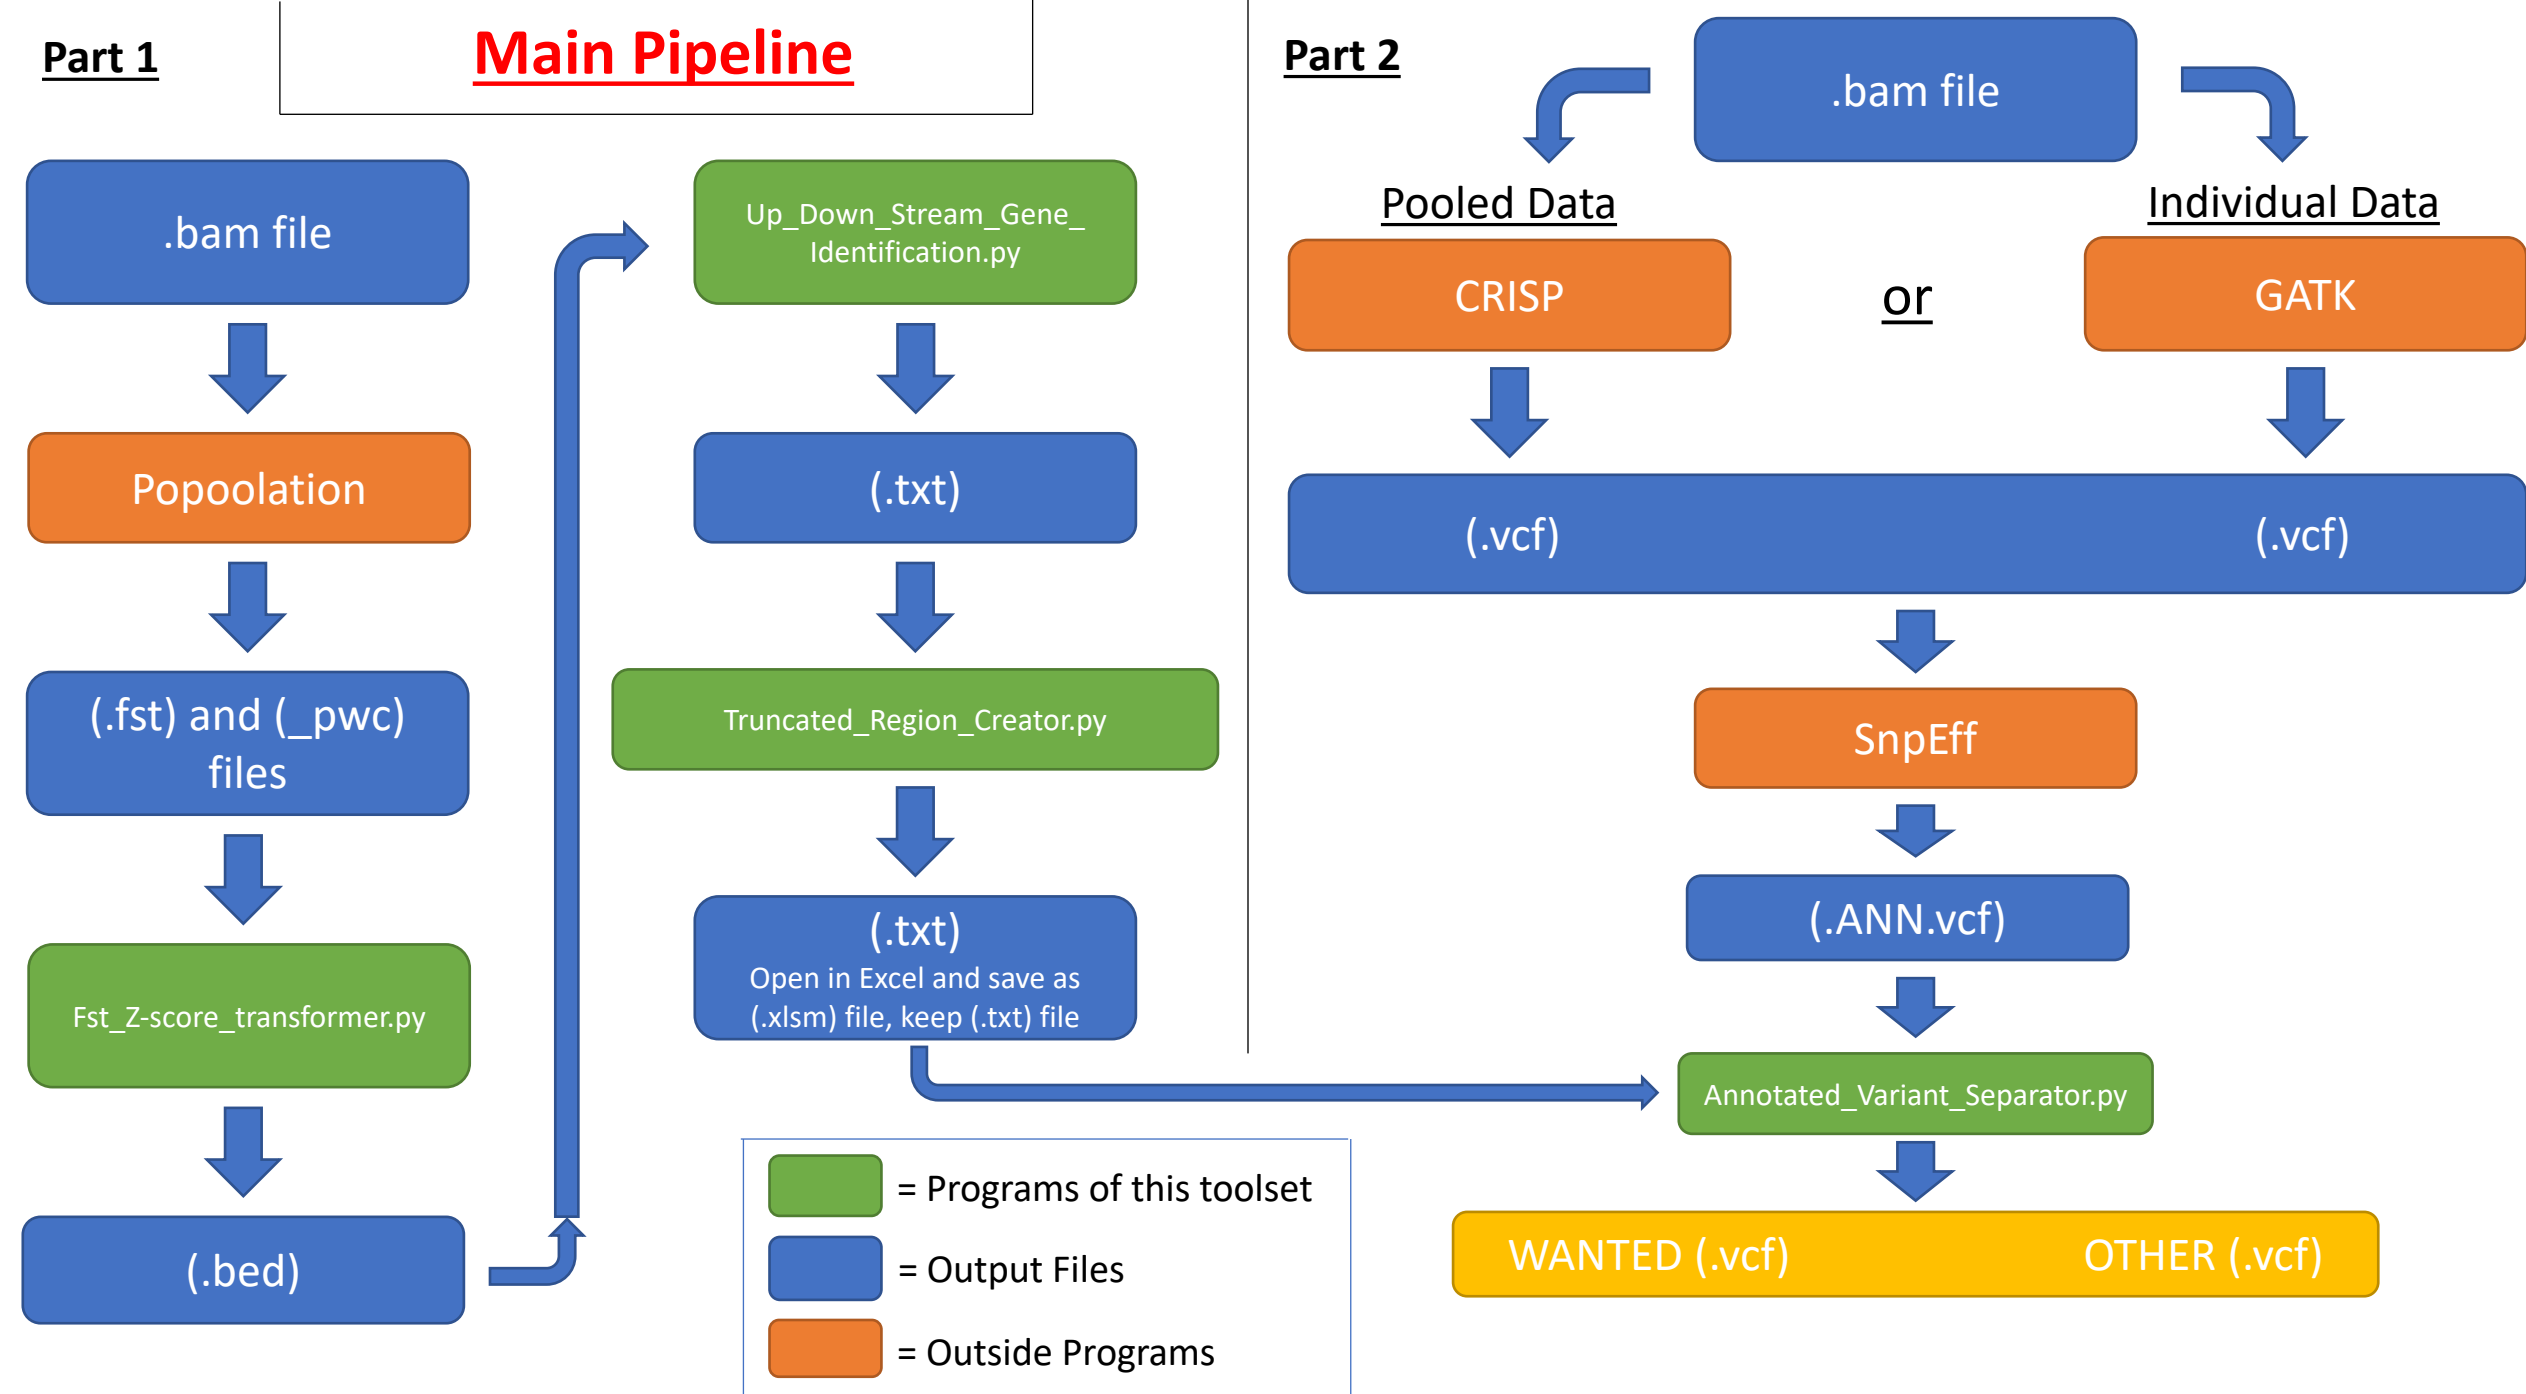 Part 1
Main Pipeline
.bam file
Popoolation
(.fst) and (_pwc)
files
Fst_Z-score_transformer.py
(.bed)
Up_Down_Stream_Gene_
Identification.py
(.txt)
Truncated_Region_Creator.py
(.txt)
Open in Excel and save as
(.xlsm) file, keep (.txt) file
= Programs of this toolset
= Output Files
= Outside Programs
Part 2
.bam file
Pooled Data
Individual Data
CRISP
or
GATK
(.vcf)
(.vcf)
SnpEff
(.ANN.vcf)
Annotated_Variant_Separator.py
WANTED (.vcf)
OTHER (.vcf)